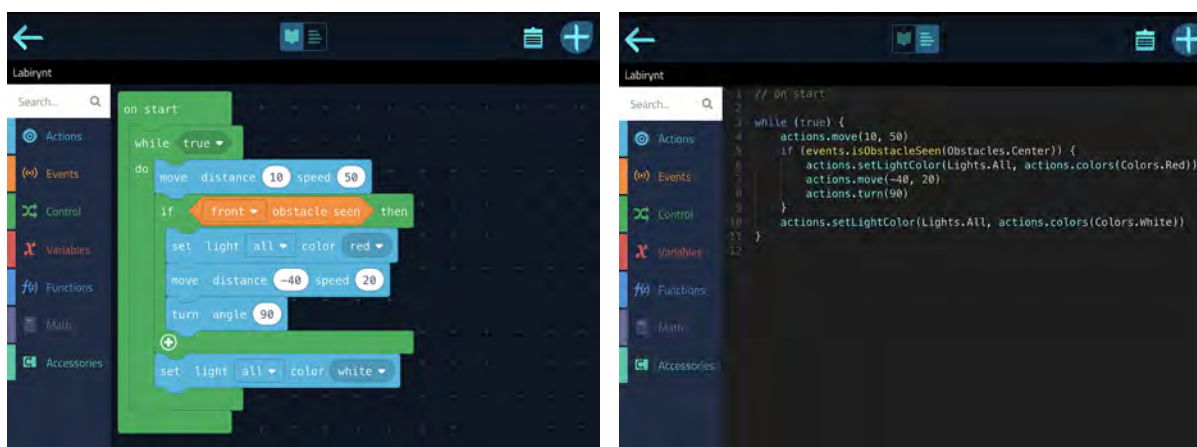 Labirynt
Search...
Actions
Events
Control
Variables
Functions
Math
Accessories
on start
while true
do
move distance 10 speed 50
if front obstacle seen then
set light all color red
move distance -40 speed 20
turn angle 90
set light all color white
Labirynt
Search...
Actions
Events
Control
Variables
Functions
Math
Accessories
1 // on start
2
3 while (true) {
4 actions.move(10, 50)
5 if (events.isObstacleSeen(Obstacles.Center)) {
6 actions.setLightColor(Lights.All, actions.colors(Colors.Red))
7 actions.move(-40, 20)
8 actions.turn(90)
9 }
10 actions.setLightColor(Lights.All, actions.colors(Colors.White))
11 }
12